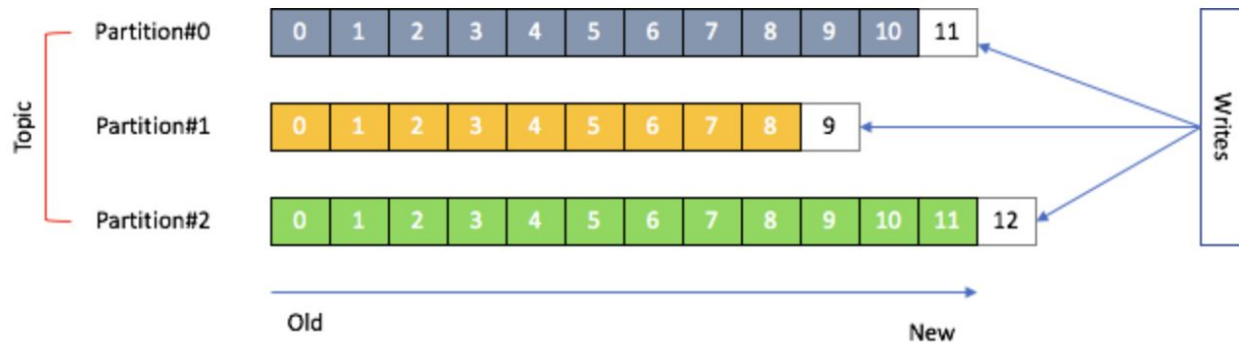 Topic
Partition#0
0 1 2 3 4 5 6 7 8 9 10 11
Partition#1
0 1 2 3 4 5 6 7 8 9
Partition#2
0 1 2 3 4 5 6 7 8 9 10 11 12
Writes
Old
New